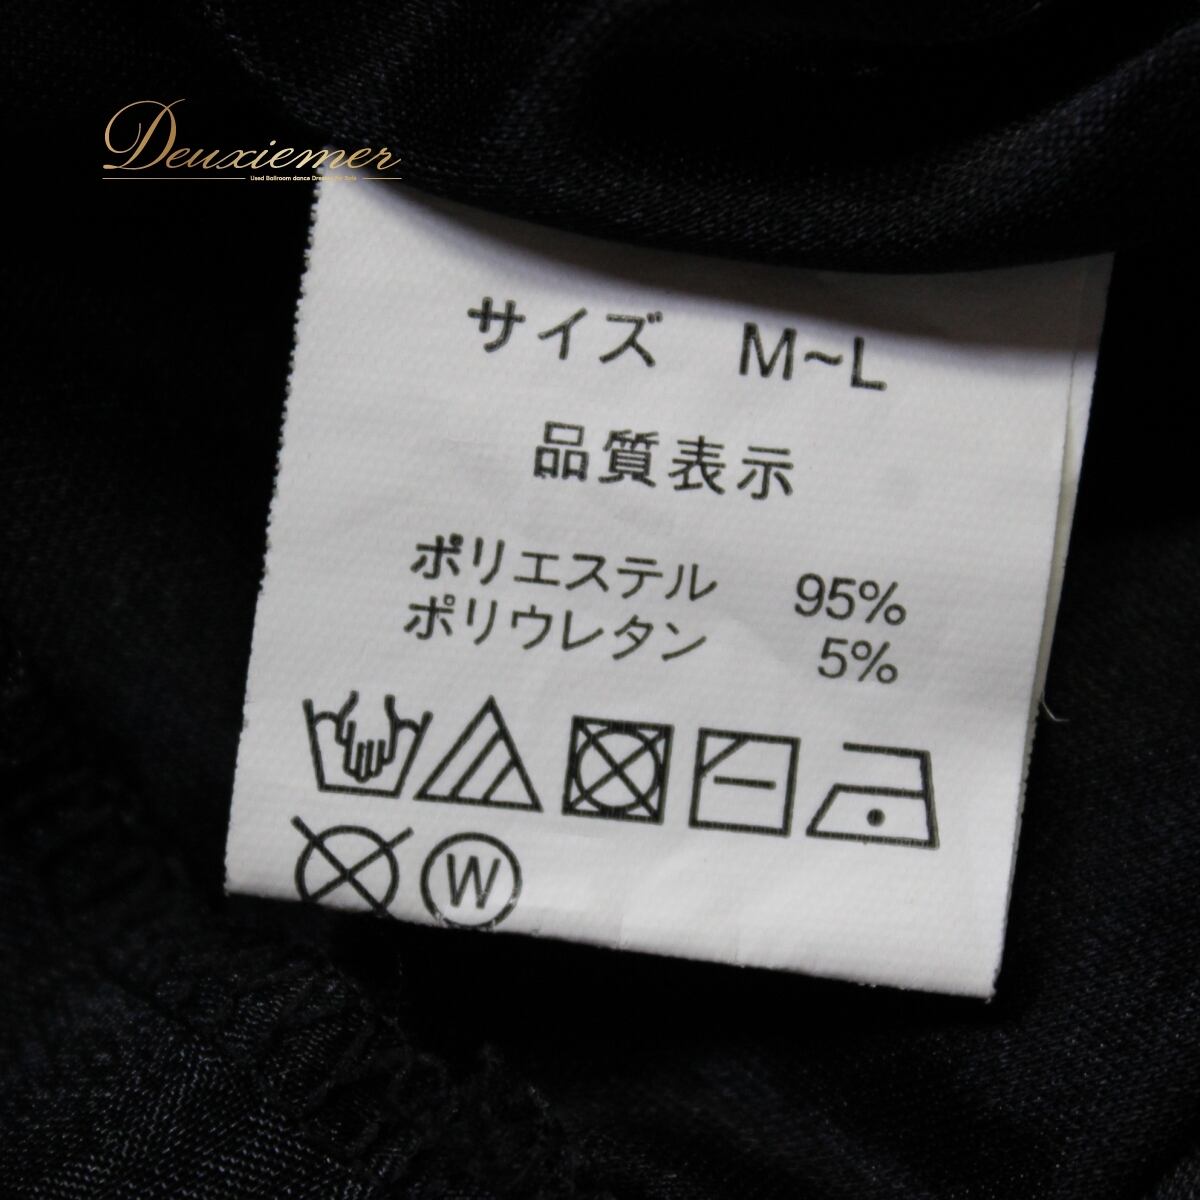 Deuxiemer
Used Ballroom dance Dresses for Sale
サイズ M~L
品質表示
ポリエステル 95%
ポリウレタン 5%
W